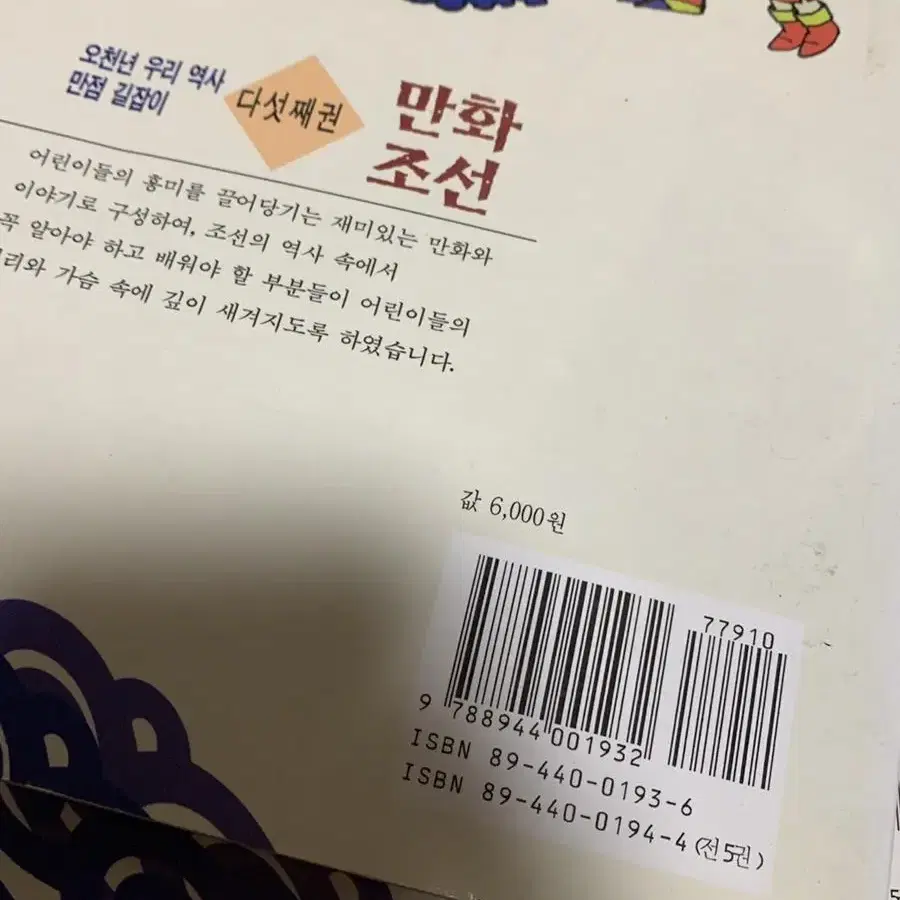 오천년 우리 역사
만점 길잡이
다섯째권
만화
조선
어린이들의 흥미를 끌어당기는 재미있는 만화와
이야기로 구성하여, 조선의 역사 속에서
꼭 알아야 하고 배워야 할 부분들이 어린이들의
가슴 속에 깊이 새겨지도록 하였습니다.
값 6,000원
77910
9 788944 001932
ISBN 89-440-0193-6
ISBN 89-440-0194-4 (전5권)